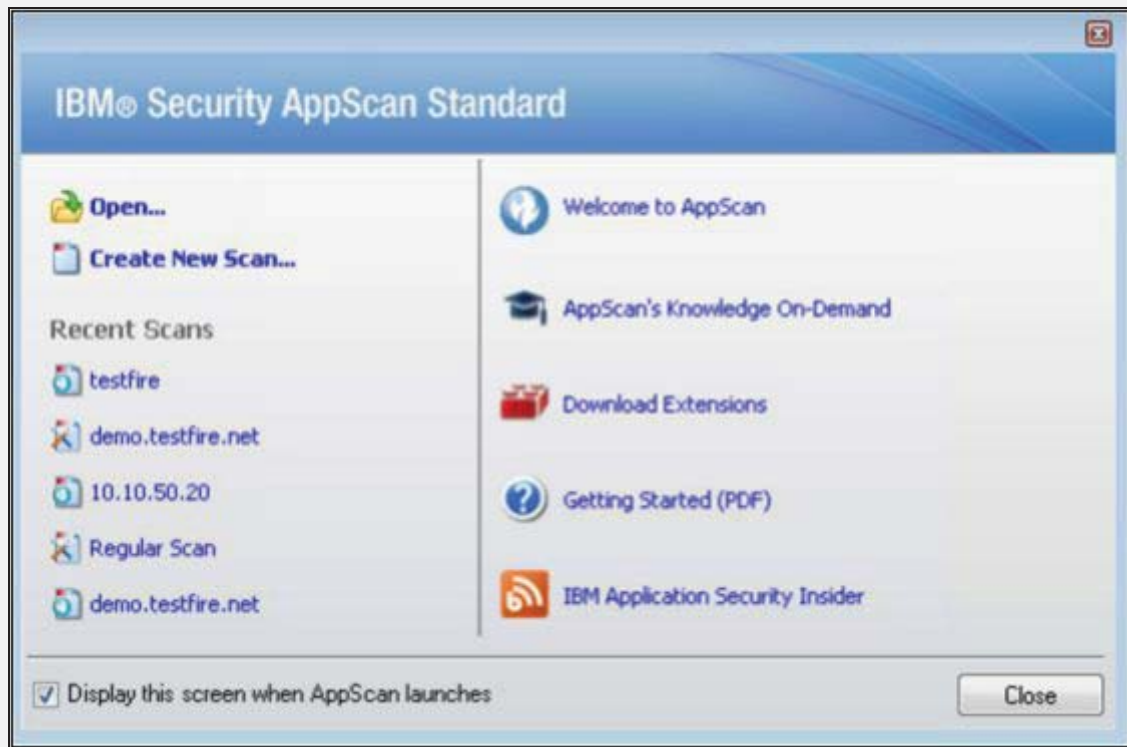 IBM® Security AppScan Standard
Open...
Create New Scan...
Recent Scans
testfire
demo.testfire.net
10.10.50.20
Regular Scan
demo.testfire.net
Welcome to AppScan
AppScan's Knowledge On-Demand
Download Extensions
Getting Started (PDF)
IBM Application Security Insider
Display this screen when AppScan launches
Close